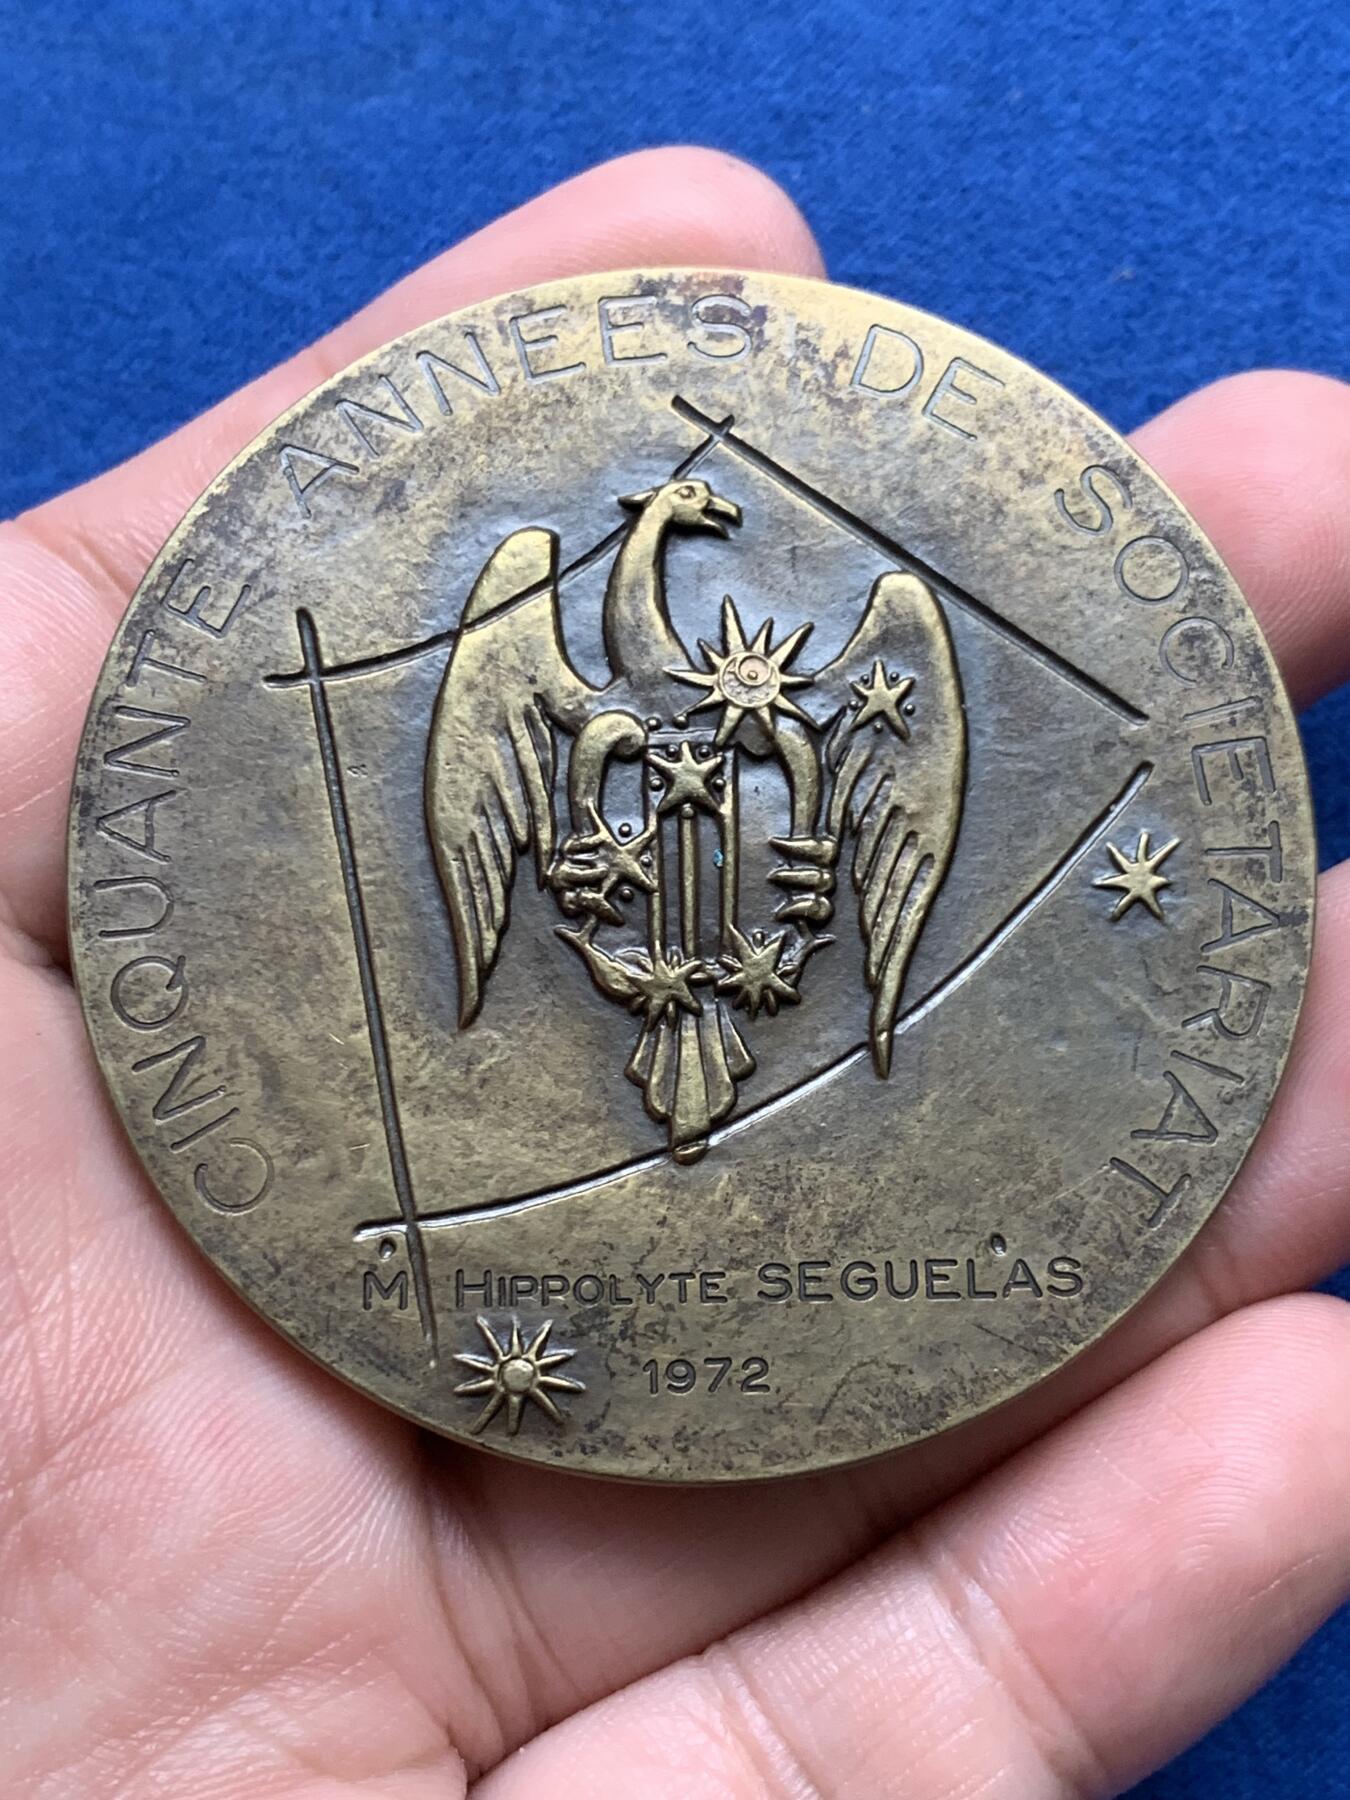 CINQUANTE ANNEES DE SOCIETARIAT
M HIPPOLYTE SEGUELAS
1972